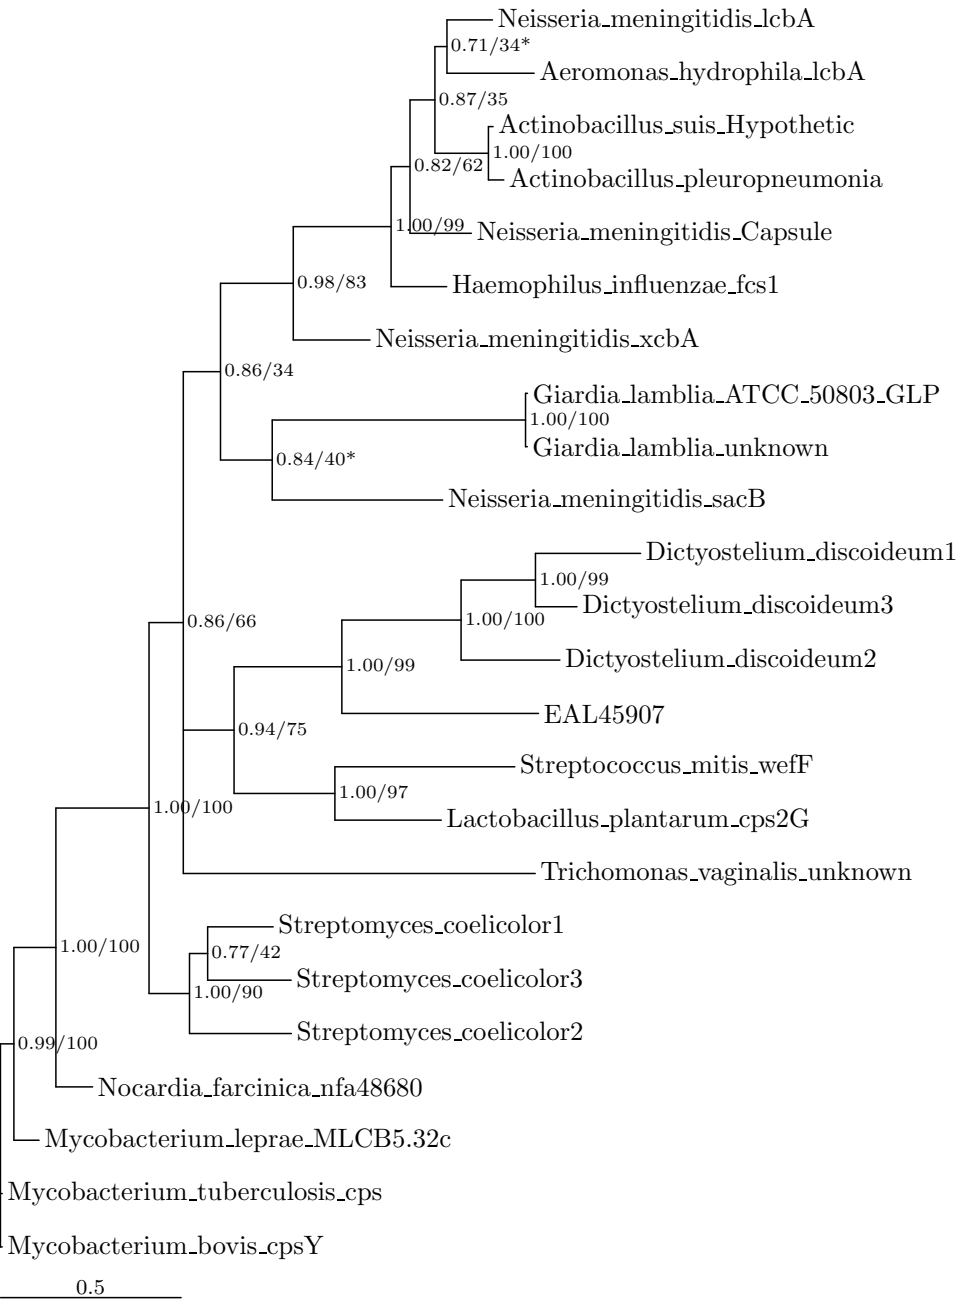 Neisseria_meningitidis_lcbA
0.71/34*
Aeromonas_hydrophila_lcbA
0.87/35
Actinobacillus_suis_Hypothetic
1.00/100
0.82/62
Actinobacillus_pleuropneumonia
1.00/99
Neisseria_meningitidis_Capsule
0.98/83
Haemophilus_influenzae_fcs1
Neisseria_meningitidis_xcbA
0.86/34
Giardia_lamblia_ATCC_50803_GLP
1.00/100
Giardia_lamblia_unknown
0.84/40*
Neisseria_meningitidis_sacB
Dictyostelium_discoideum1
1.00/99
Dictyostelium_discoideum3
0.86/66
1.00/100
Dictyostelium_discoideum2
1.00/99
EAL45907
0.94/75
Streptococcus_mitis_wefF
1.00/97
1.00/100
Lactobacillus_plantarum_cps2G
Trichomonas_vaginalis_unknown
Streptomyces_coelicolor1
1.00/100
0.77/42
Streptomyces_coelicolor3
1.00/90
Streptomyces_coelicolor2
0.99/100
Nocardia_farcinica_nfa48680
Mycobacterium_leprae_MLCB5.32c
Mycobacterium_tuberculosis_cps
Mycobacterium_bovis_cpsY
0.5